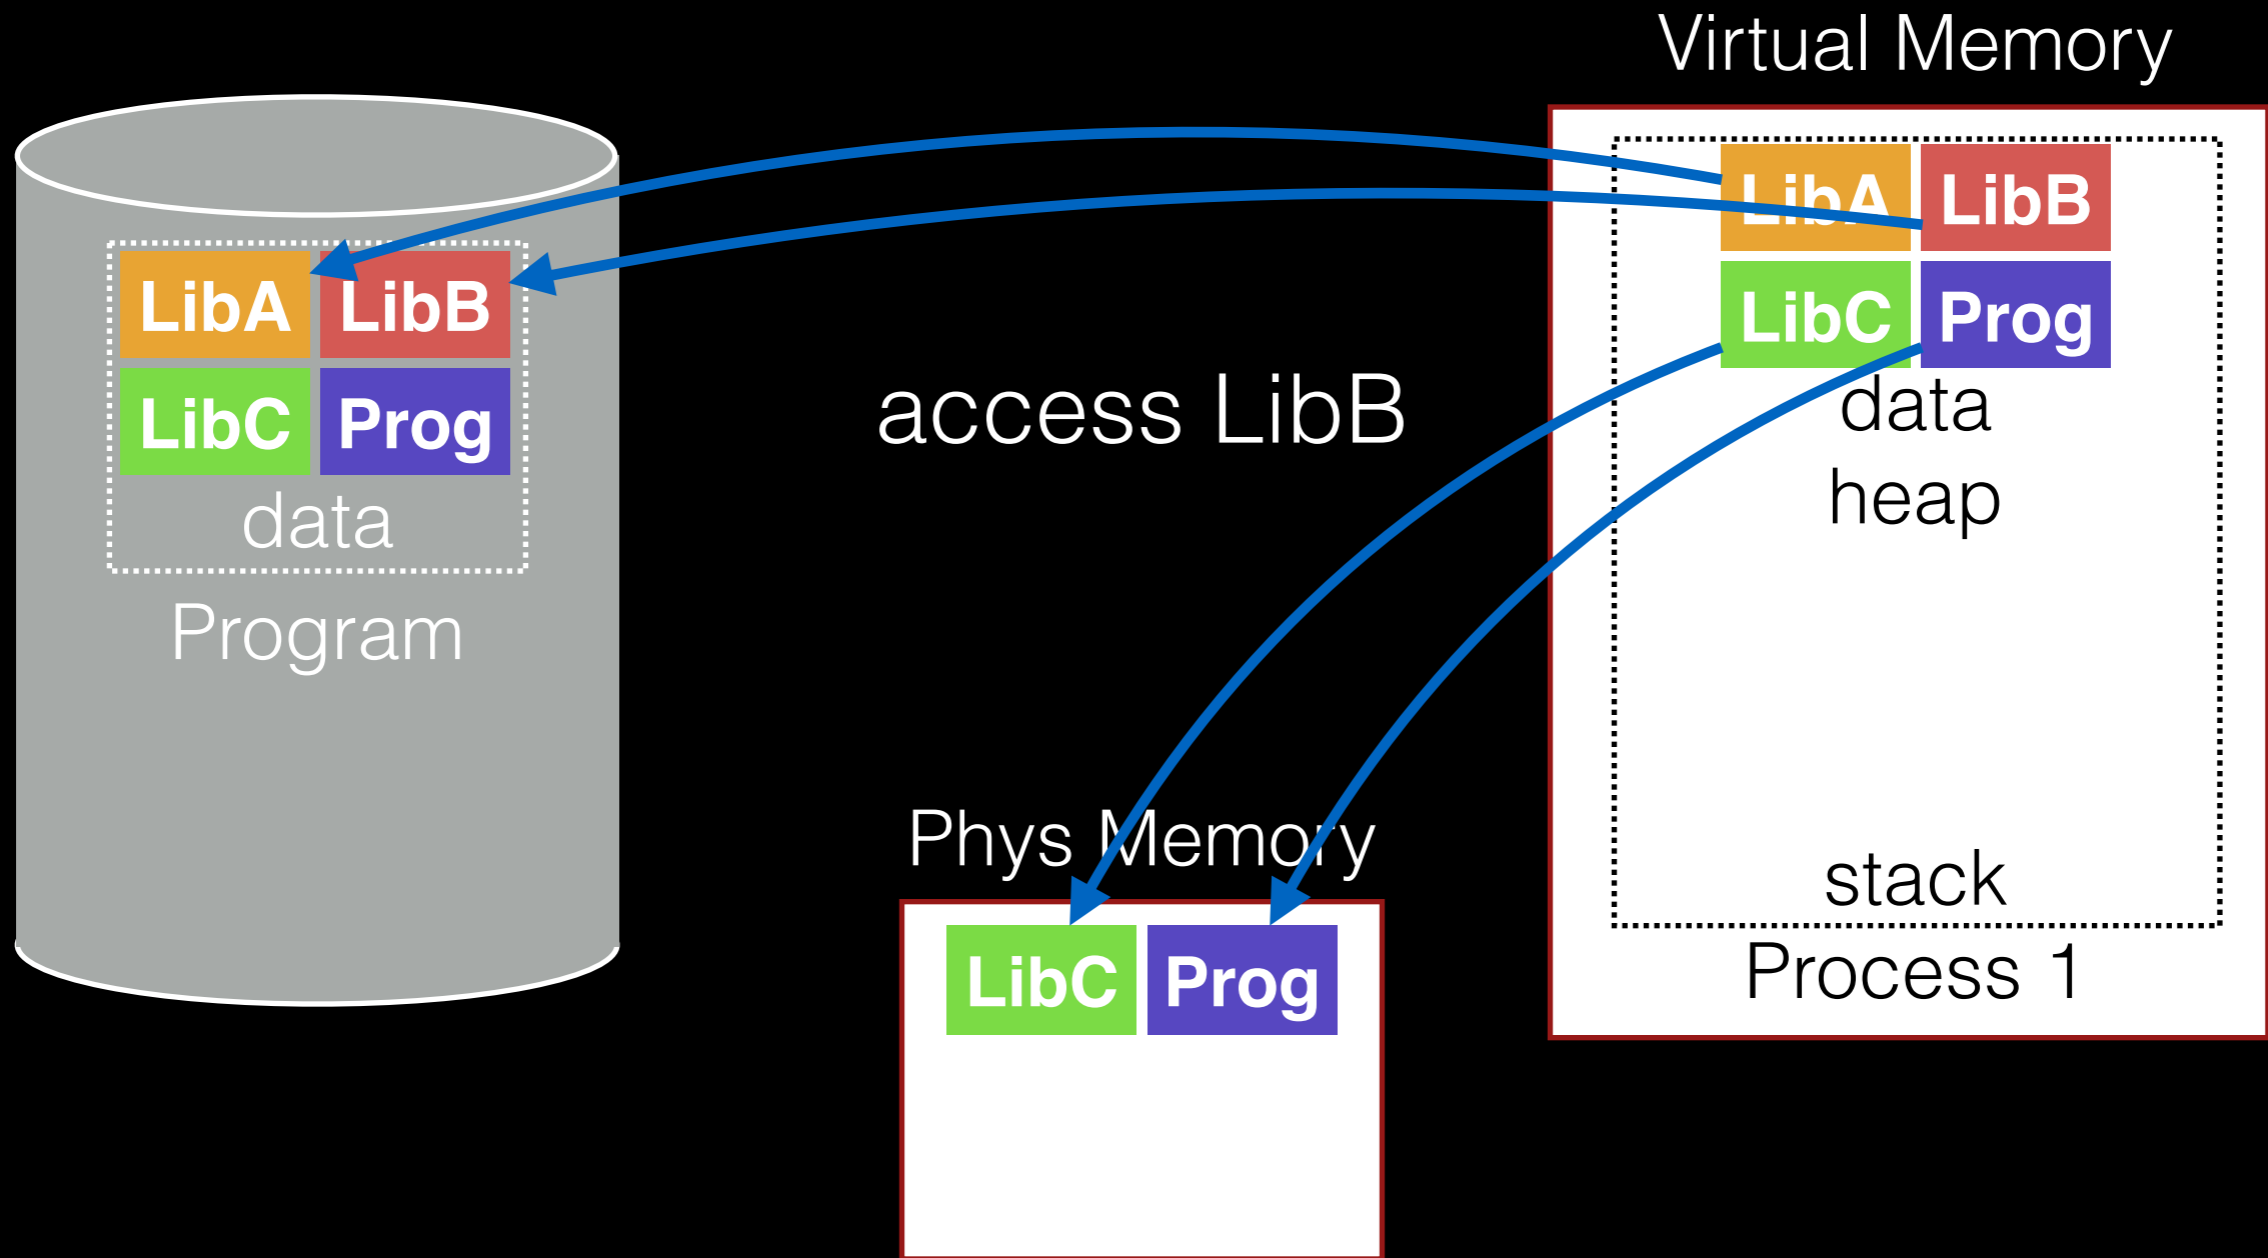 Virtual Memory
LibA LibB
LibC Prog
data
Program
access LibB
LibA LibB
LibC Prog
data
heap
stack
Process 1
Phys Memory
LibC Prog